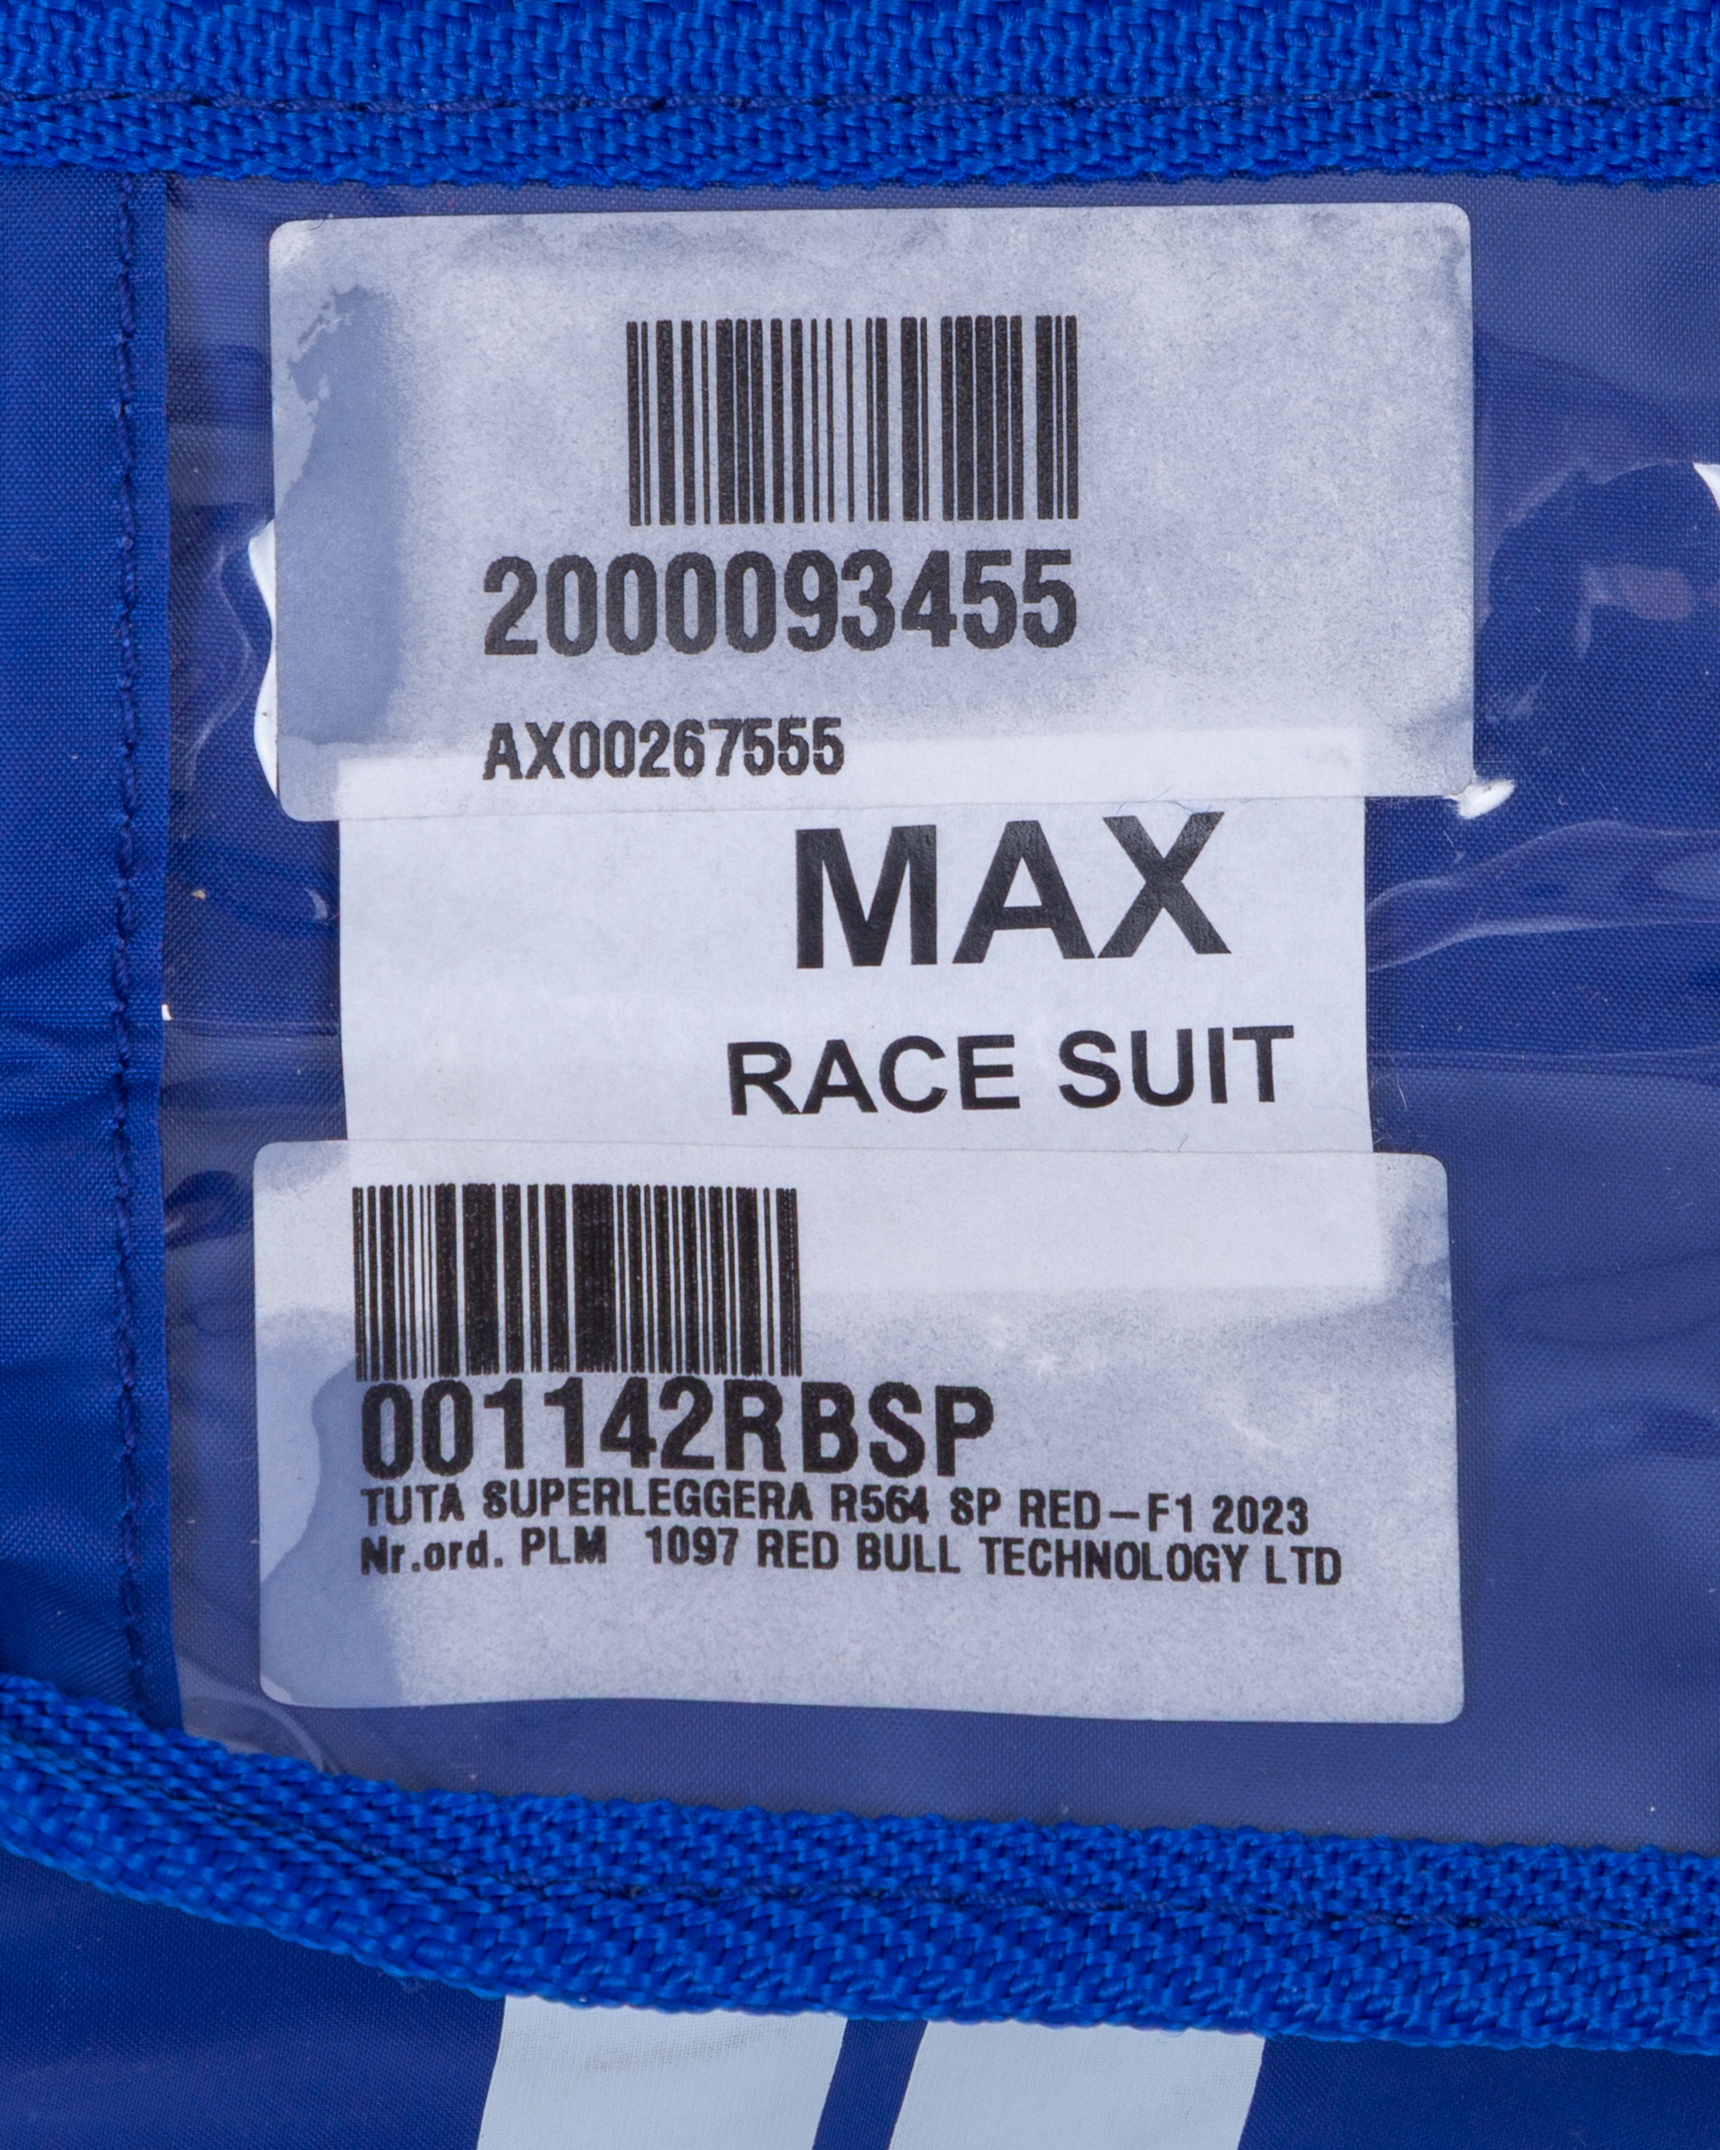 2000093455
AX00267555
MAX
RACE SUIT
001142RBSP
TUTA SUPERLEGGERA R564 SP RED-F1 2023
Nr.ord. PLM 1097 RED BULL TECHNOLOGY LTD